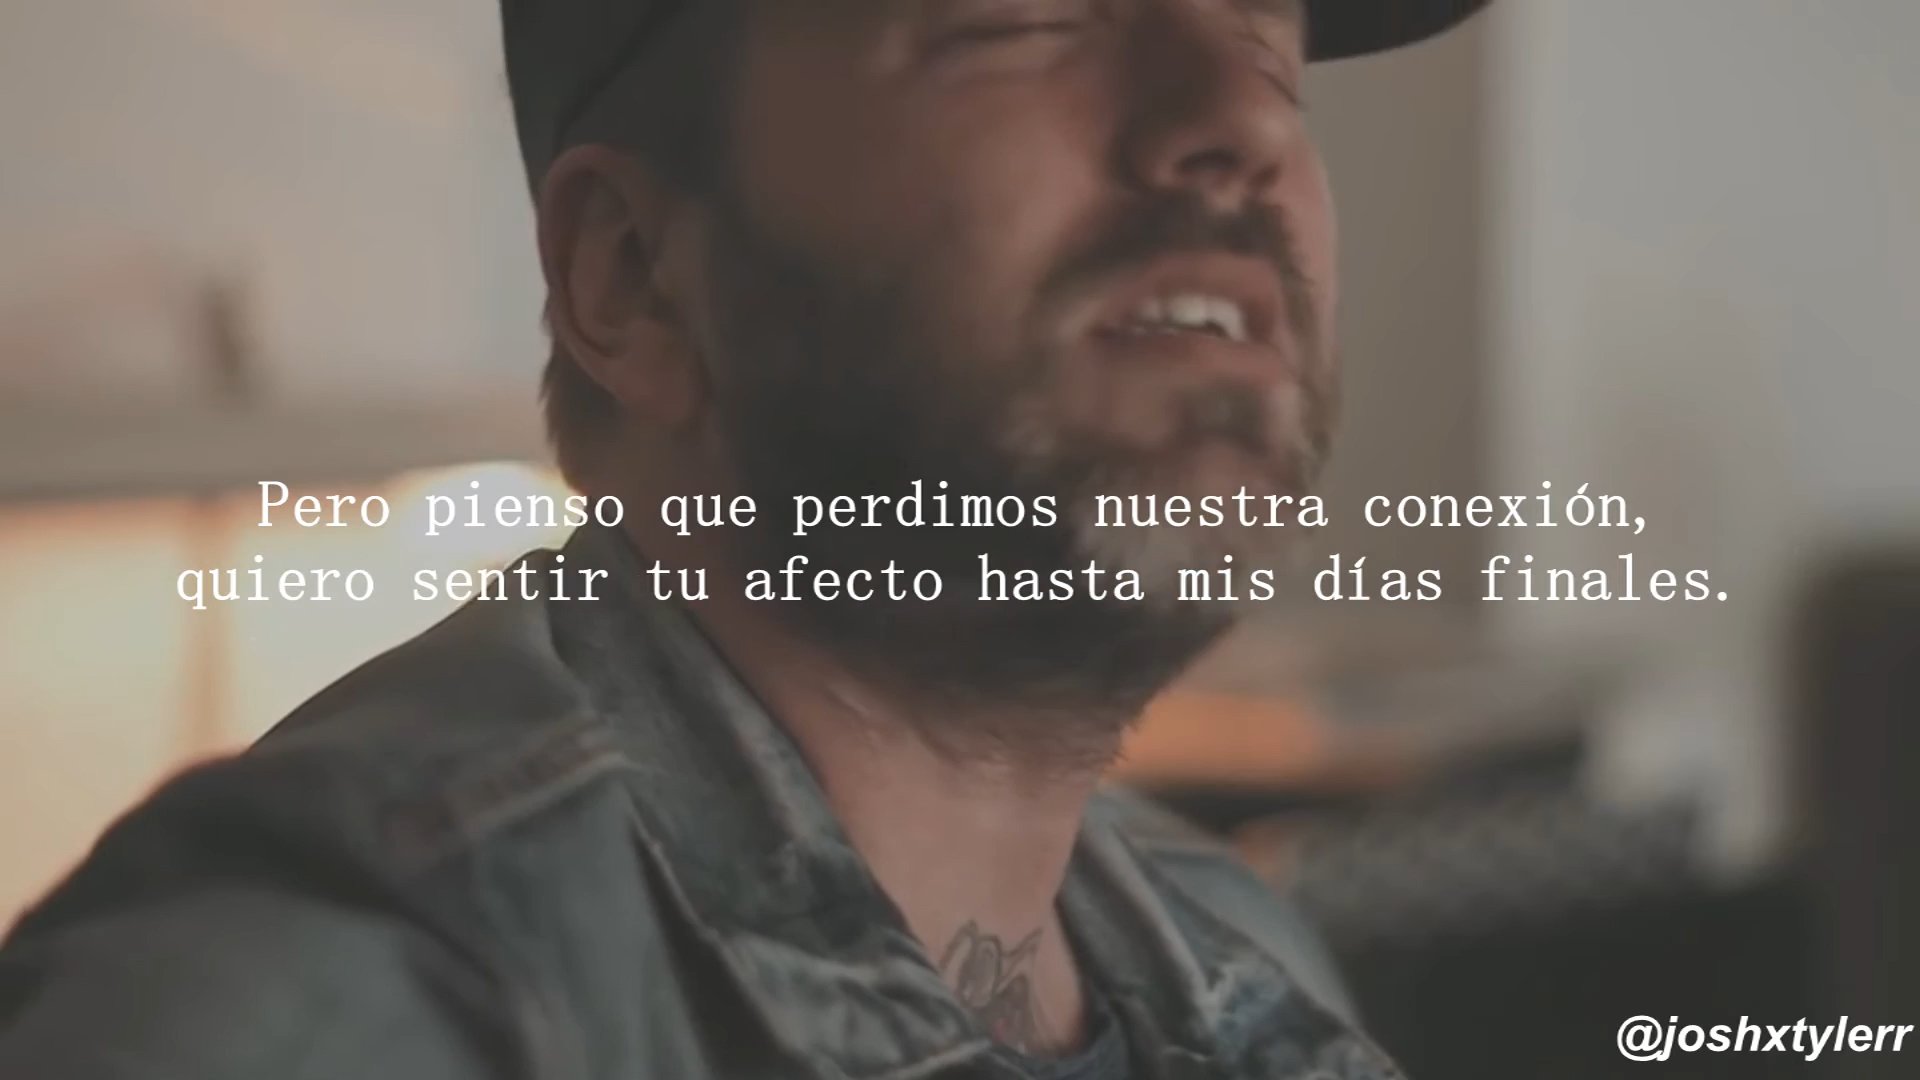 Pero pienso que perdimos nuestra conexión,
quiero sentir tu afecto hasta mis días finales.
@joshxtylerr